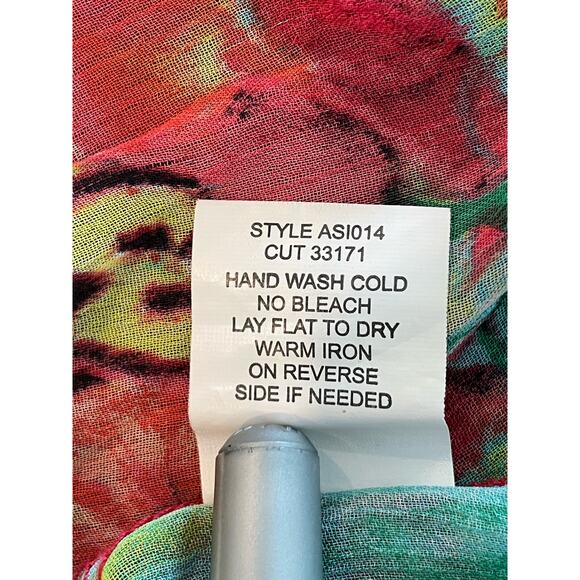 STYLE ASI014
CUT 33171
HAND WASH COLD
NO BLEACH
LAY FLAT TO DRY
WARM IRON
ON REVERSE
SIDE IF NEEDED